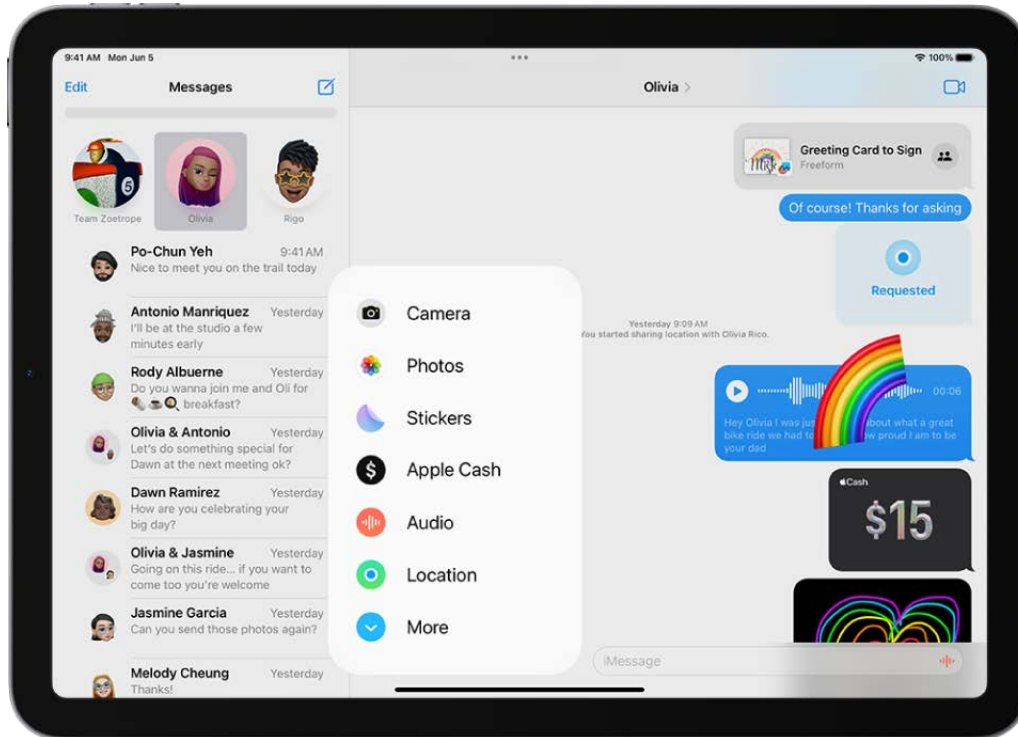 9:41 AM Mon Jun 5
100%
Edit
Messages
Team Zoetrope
Olivia
Rigo
Po-Chun Yeh 9:41 AM
Nice to meet you on the trail today
Antonio Manriquez Yesterday
I'll be at the studio a few
minutes early
Rody Albuerne Yesterday
Do you wanna join me and Oli for
breakfast?
Olivia & Antonio Yesterday
Let's do something special for
Dawn at the next meeting ok?
Dawn Ramirez Yesterday
How are you celebrating your
big day?
Olivia & Jasmine Yesterday
Going on this ride... if you want to
come too you're welcome
Jasmine Garcia Yesterday
Can you send those photos again?
Melody Cheung Yesterday
Thanks!
Camera
Photos
Stickers
$ Apple Cash
Audio
Location
More
Olivia >
Greeting Card to Sign
Freeform
Of course! Thanks for asking
Requested
Yesterday 9:09 AM
You started sharing location with Olivia Rico.
00:06
Hey Olivia I was jus bout what a great
bike ride we had to w proud I am to be
your dad
Cash
$15
iMessage